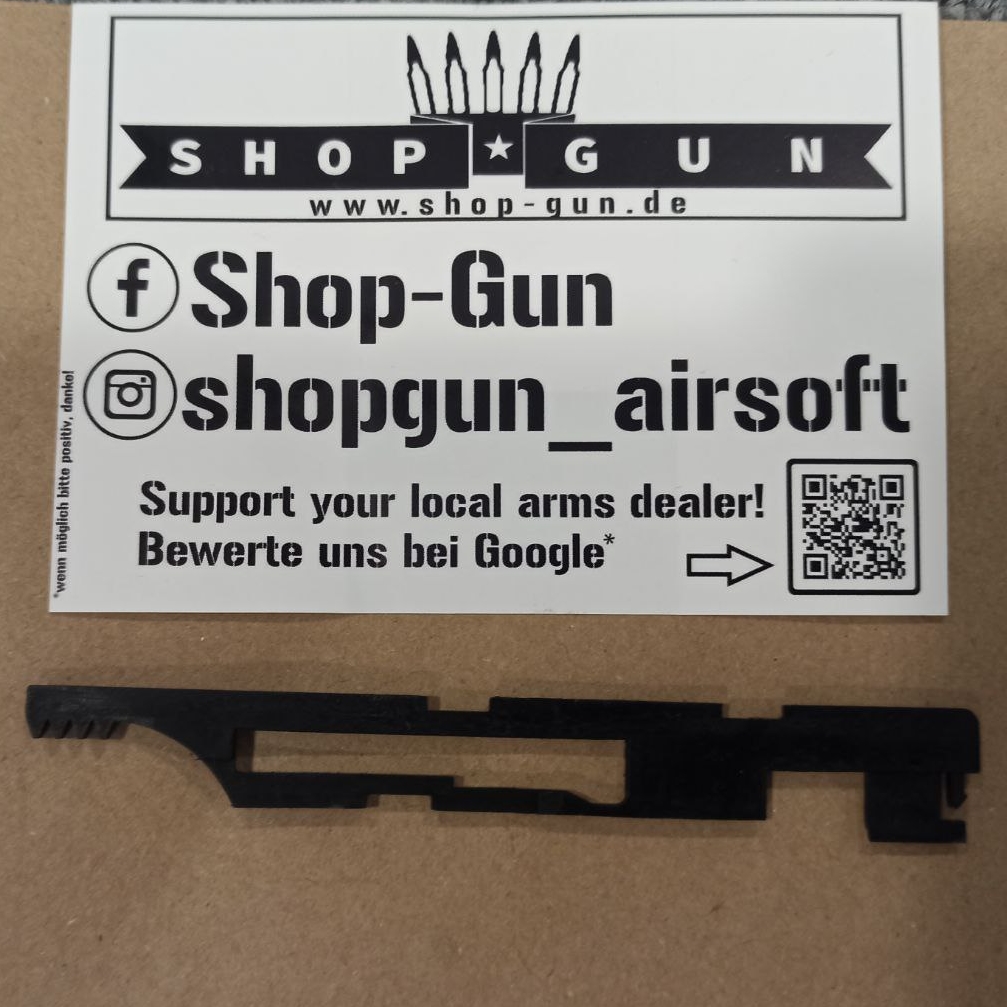 SHOP GUN
www.shop-gun.de
Shop-Gun
shopgun_airsoft
Support your local arms dealer!
Bewerte uns bei Google*
*wenn möglich bitte positiv, danke!